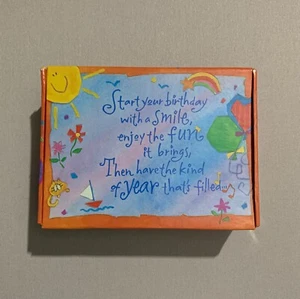 Start your birthday
with a smile,
enjoy the fun
it brings,
Then have the kind
of year that's filled